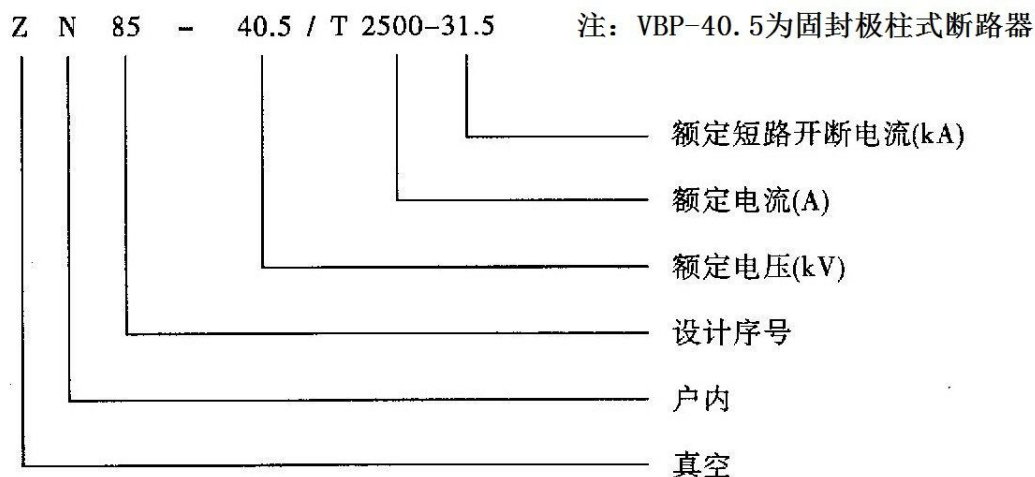 Z N 85 - 40.5 / T 2500-31.5 注: VBP-40.5为固封极柱式断路器
额定短路开断电流(kA)
额定电流(A)
额定电压(kV)
设计序号
户内
真空